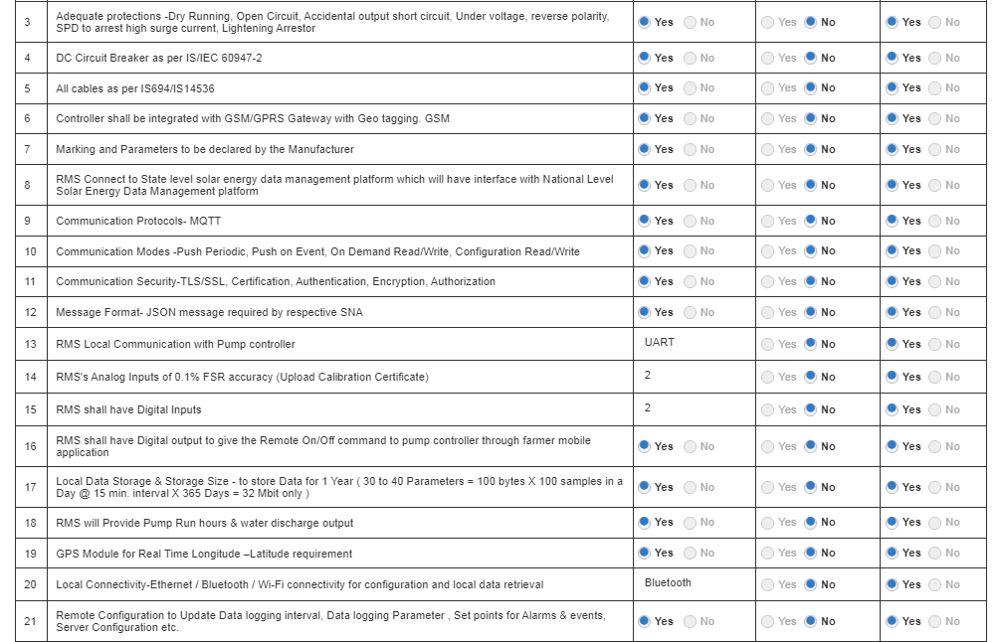 3 Adequate protections -Dry Running, Open Circuit, Accidental output short circuit, Under voltage, reverse polarity, Yes No Yes No Yes No
SPD to arrest high surge current, Lightening Arrestor
4 DC Circuit Breaker as per IS/IEC 60947-2 Yes No Yes No Yes No
5 All cables as per IS694/IS14536 Yes No Yes No Yes No
6 Controller shall be integrated with GSM/GPRS Gateway with Geo tagging. GSM Yes No Yes No Yes No
7 Marking and Parameters to be declared by the Manufacturer Yes No Yes No Yes No
8 RMS Connect to State level solar energy data management platform which will have interface with National Level Yes No Yes No Yes No
Solar Energy Data Management platform
9 Communication Protocols- MQTT Yes No Yes No Yes No
10 Communication Modes -Push Periodic, Push on Event, On Demand Read/Write, Configuration Read/Write Yes No Yes No Yes No
11 Communication Security-TLS/SSL, Certification, Authentication, Encryption, Authorization Yes No Yes No Yes No
12 Message Format- JSON message required by respective SNA Yes No Yes No Yes No
13 RMS Local Communication with Pump controller UART Yes No Yes No
14 RMS's Analog Inputs of 0.1% FSR accuracy (Upload Calibration Certificate) 2 Yes No Yes No
15 RMS shall have Digital Inputs 2 Yes No Yes No
16 RMS shall have Digital output to give the Remote On/Off command to pump controller through farmer mobile Yes No Yes No Yes No
application
17 Local Data Storage & Storage Size - to store Data for 1 Year ( 30 to 40 Parameters = 100 bytes X 100 samples in a Yes No Yes No Yes No
Day @ 15 min. interval X 365 Days = 32 Mbit only )
18 RMS will Provide Pump Run hours & water discharge output Yes No Yes No Yes No
19 GPS Module for Real Time Longitude –Latitude requirement Yes No Yes No Yes No
20 Local Connectivity-Ethernet / Bluetooth / Wi-Fi connectivity for configuration and local data retrieval Bluetooth Yes No Yes No
21 Remote Configuration to Update Data logging interval, Data logging Parameter , Set points for Alarms & events, Yes No Yes No Yes No
Server Configuration etc.